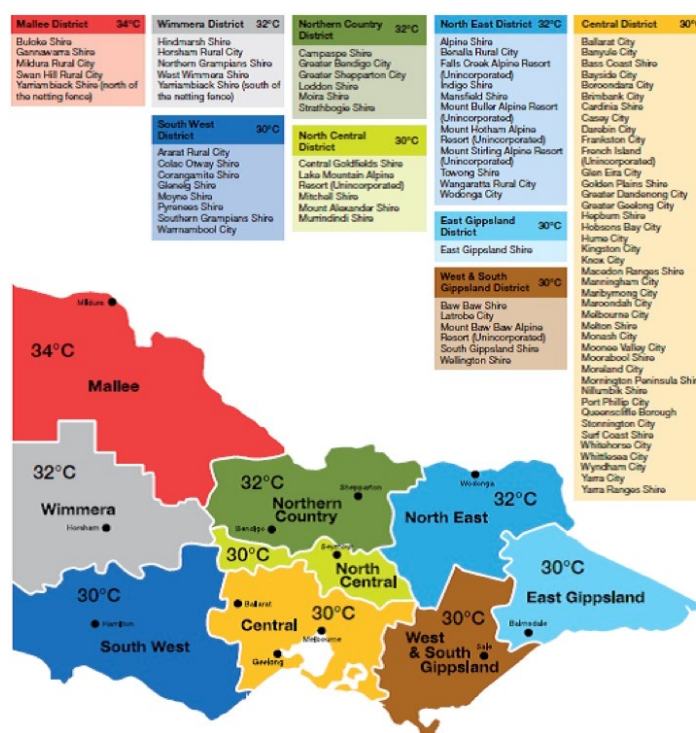 Mallee District 34°C
Buloke Shire
Gannawarra Shire
Mildura Rural City
Swan Hill Rural City
Yarriambiack Shire (north of
the netting fence)
Wimmera District 32°C
Hindmarsh Shire
Horsham Rural City
Northern Grampians Shire
West Wimmera Shire
Yarriambiack Shire (south of
the netting fence)
Northern Country
District 32°C
Campaspe Shire
Greater Bendigo City
Greater Shepparton City
Loddon Shire
Moira Shire
Strathbogie Shire
North East District 32°C
Alpine Shire
Benalla Rural City
Falls Creek Alpine Resort
(Unincorporated)
Indigo Shire
Mansfield Shire
Mount Buller Alpine Resort
(Unincorporated)
Mount Hotham Alpine
Resort (Unincorporated)
Mount Stirling Alpine Resort
(Unincorporated)
Towong Shire
Wangaratta Rural City
Wodonga City
Central District 30°
Ballarat City
Banyule City
Bass Coast Shire
Bayside City
Boroondara City
Brimbank City
Cardinia Shire
Casey City
Darebin City
Frankston City
French Island
(Unincorporated)
Glen Eira City
Golden Plains Shire
Greater Dandenong City
Greater Geelong City
Hepburn Shire
Hobsons Bay City
Hume City
Kingston City
Knox City
Macedon Ranges Shire
Manningham City
Maribyrnong City
Maroondah City
Melbourne City
Melton Shire
Monash City
Moonee Valley City
Moorabool Shire
Moreland City
Mornington Peninsula Shir
Nillumbik Shire
Port Phillip City
Queenscliffe Borough
Stonnington City
Surf Coast Shire
Whitehorse City
Whittlesea City
Wyndham City
Yarra City
Yarra Ranges Shire
South West
District 30°C
Ararat Rural City
Colac Otway Shire
Corangamite Shire
Glenelg Shire
Moyne Shire
Pyrenees Shire
Southern Grampians Shire
Warrnambool City
North Central
District 30°C
Central Goldfields Shire
Lake Mountain Alpine
Resort (Unincorporated)
Mitchell Shire
Mount Alexander Shire
Murrindindi Shire
East Gippsland
District 30°C
East Gippsland Shire
West & South
Gippsland District 30°C
Baw Baw Shire
Latrobe City
Mount Baw Baw Alpine
Resort (Unincorporated)
South Gippsland Shire
Wellington Shire
Mildura
34°C
Mallee
32°C
Wimmera
Horsham
32°C
Northern
Country
Shepparton
Bendigo
Wodonga
32°C
North East
30°C
Seymour
North
Central
30°C
East Gippsland
Bairnsdale
30°C
Hamilton
South West
Ballarat
30°C
Central
Melbourne
Geelong
30°C
West
& South
Gippsland
Sale